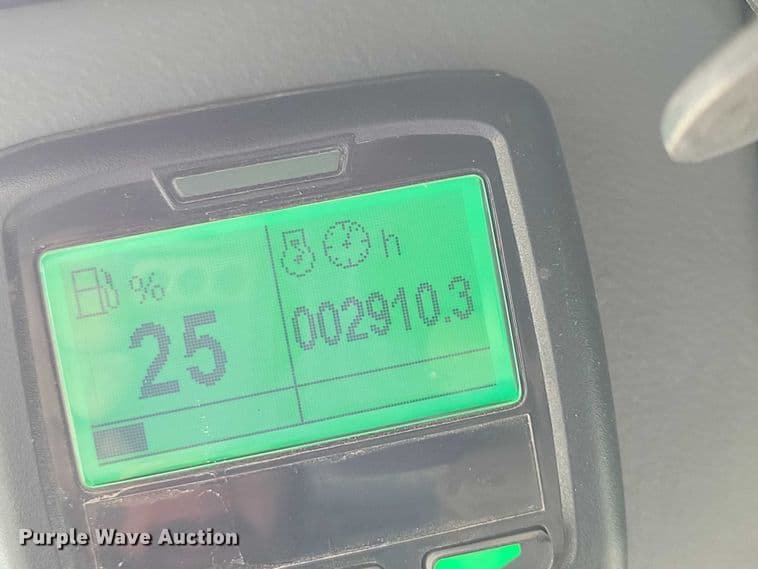 % h
25 002910.3
Purple Wave Auction